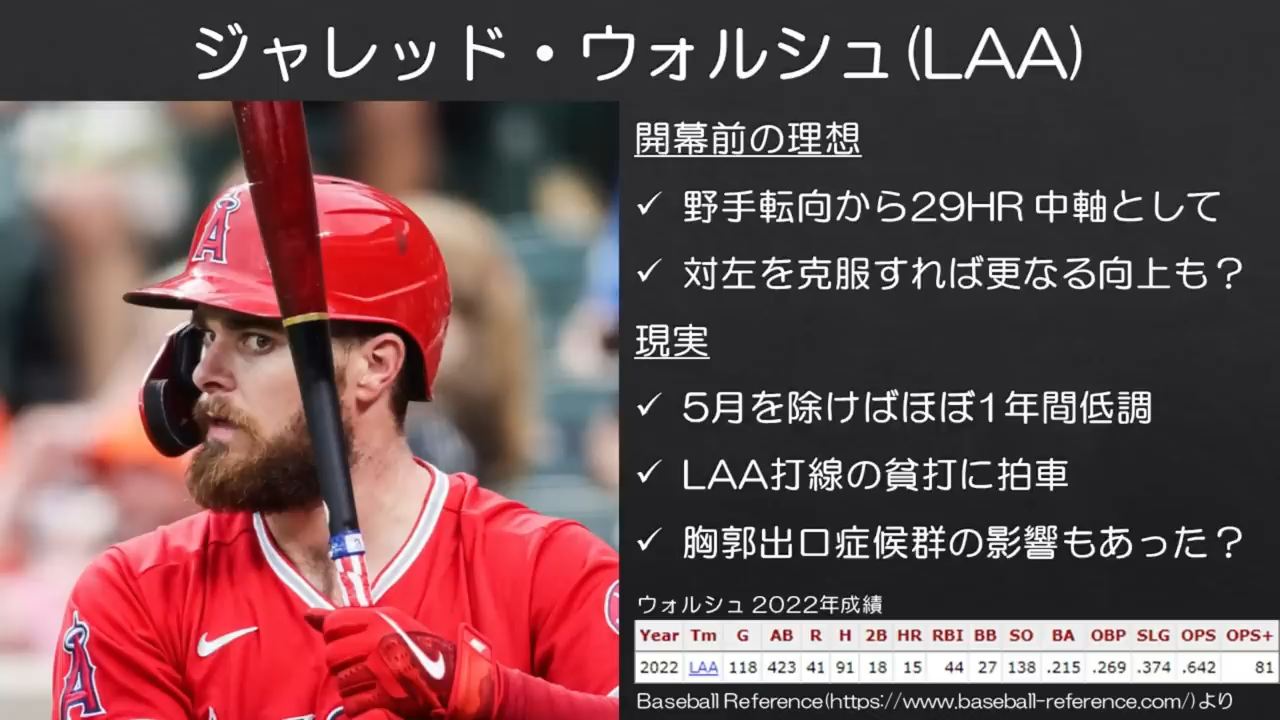 ジャレッド・ウォルシュ(LAA)
開幕前の理想
✓ 野手転向から29HR 中軸として
✓ 対左を克服すれば更なる向上も？
現実
✓ 5月を除けばほぼ1年間低調
✓ LAA打線の貧打に拍車
✓ 胸郭出口症候群の影響もあった？
ウォルシュ 2022年成績
Year Tm G AB R H 2B HR RBI BB SO BA OBP SLG OPS OPS+
2022 LAA 118 423 41 91 18 15 44 27 138 .215 .269 .374 .642 81
Baseball Reference(https://www.baseball-reference.com/)より
A
A